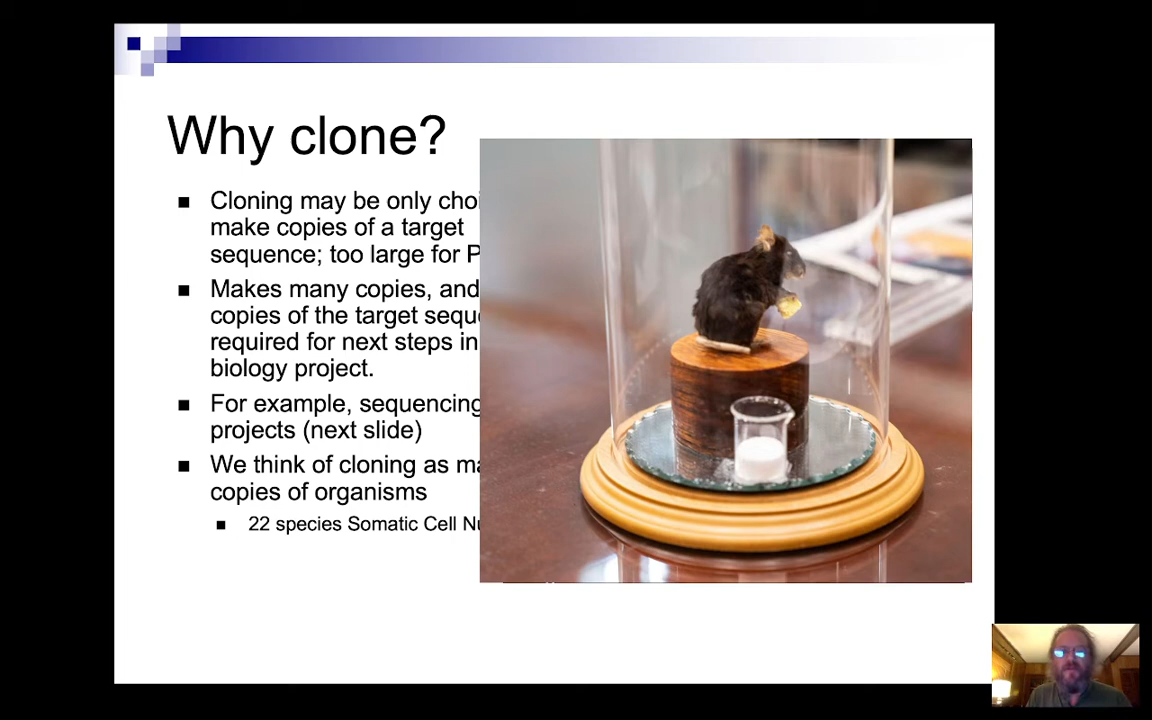 Why clone?
Cloning may be only
make copies of a target
sequence; too large for
Makes many copies, and
copies of the target
required for next steps in
biology project.
For example, sequencing
projects (next slide)
We think of cloning as
copies of organisms
22 species Somatic Cell